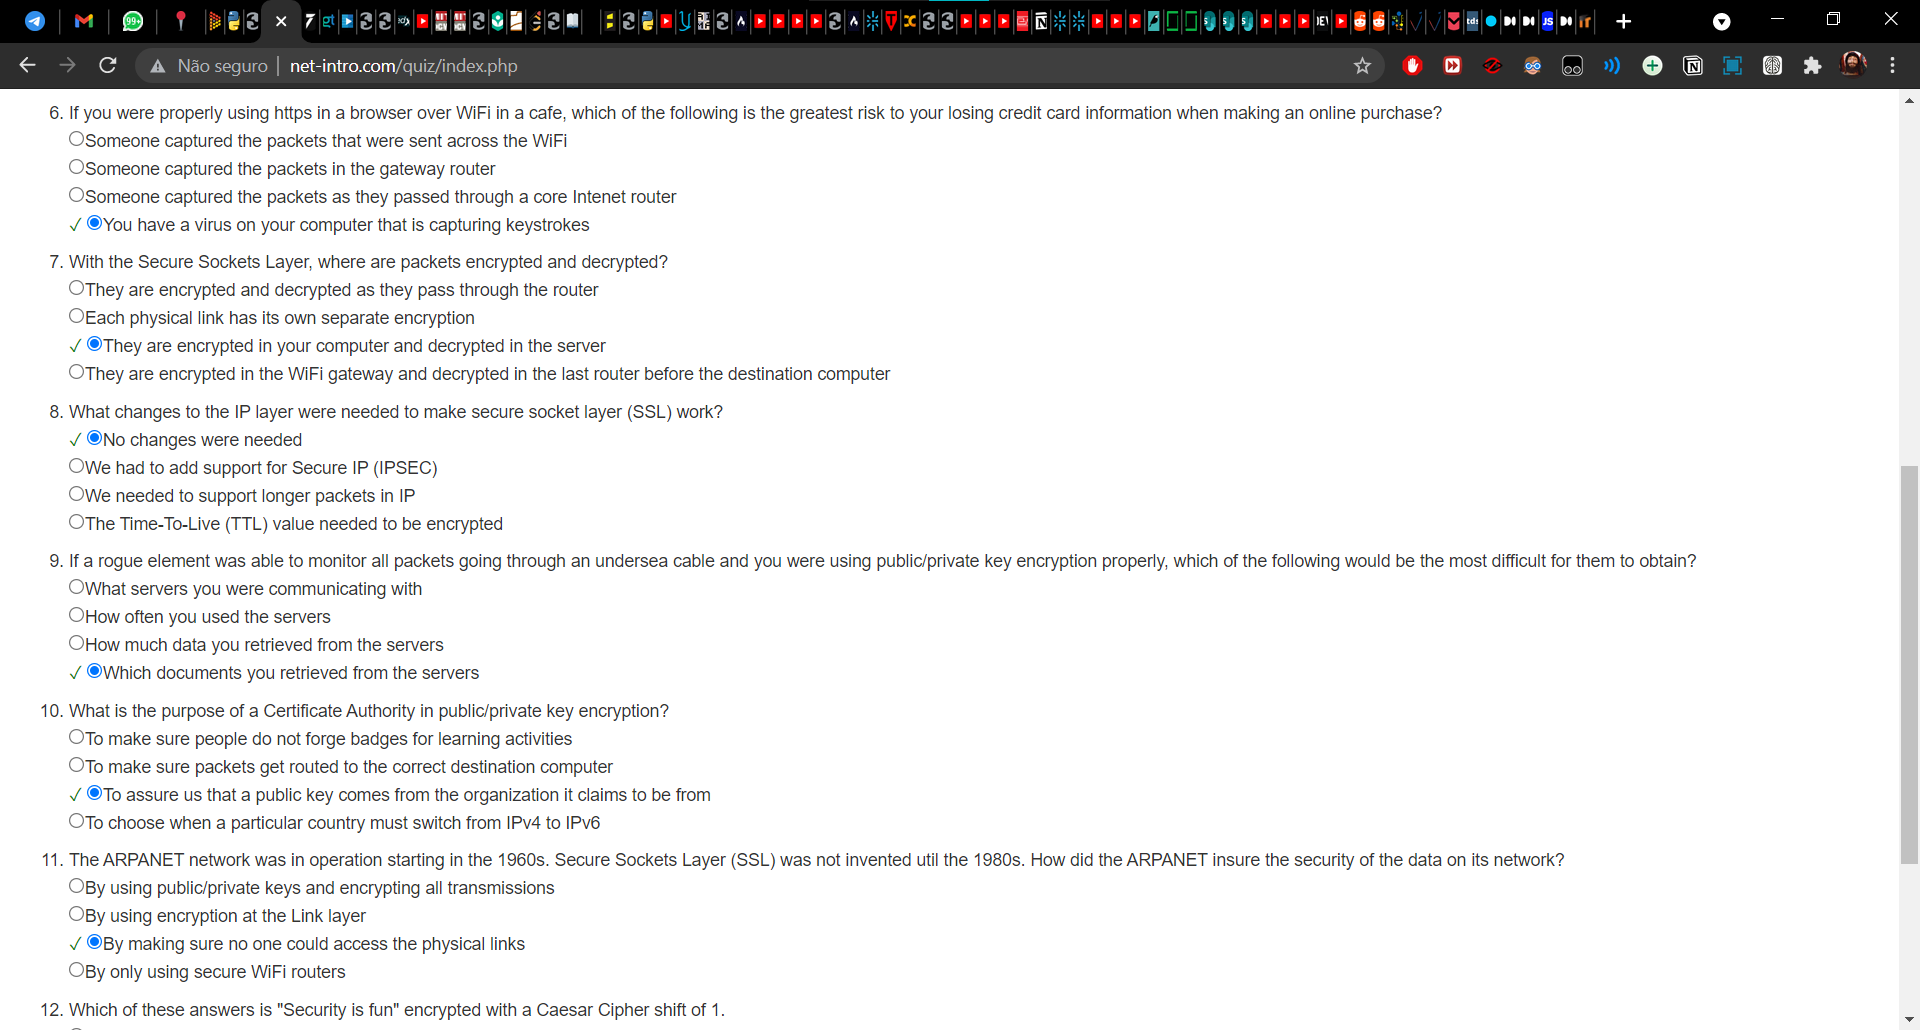 Não seguro | net-intro.com/quiz/index.php
6. If you were properly using https in a browser over WiFi in a cafe, which of the following is the greatest risk to your losing credit card information when making an online purchase?
Someone captured the packets that were sent across the WiFi
Someone captured the packets in the gateway router
Someone captured the packets as they passed through a core Intenet router
✓ You have a virus on your computer that is capturing keystrokes
7. With the Secure Sockets Layer, where are packets encrypted and decrypted?
They are encrypted and decrypted as they pass through the router
Each physical link has its own separate encryption
✓ They are encrypted in your computer and decrypted in the server
They are encrypted in the WiFi gateway and decrypted in the last router before the destination computer
8. What changes to the IP layer were needed to make secure socket layer (SSL) work?
✓ No changes were needed
We had to add support for Secure IP (IPSEC)
We needed to support longer packets in IP
The Time-To-Live (TTL) value needed to be encrypted
9. If a rogue element was able to monitor all packets going through an undersea cable and you were using public/private key encryption properly, which of the following would be the most difficult for them to obtain?
What servers you were communicating with
How often you used the servers
How much data you retrieved from the servers
✓ Which documents you retrieved from the servers
10. What is the purpose of a Certificate Authority in public/private key encryption?
To make sure people do not forge badges for learning activities
To make sure packets get routed to the correct destination computer
✓ To assure us that a public key comes from the organization it claims to be from
To choose when a particular country must switch from IPv4 to IPv6
11. The ARPANET network was in operation starting in the 1960s. Secure Sockets Layer (SSL) was not invented util the 1980s. How did the ARPANET insure the security of the data on its network?
By using public/private keys and encrypting all transmissions
By using encryption at the Link layer
✓ By making sure no one could access the physical links
By only using secure WiFi routers
12. Which of these answers is "Security is fun" encrypted with a Caesar Cipher shift of 1.